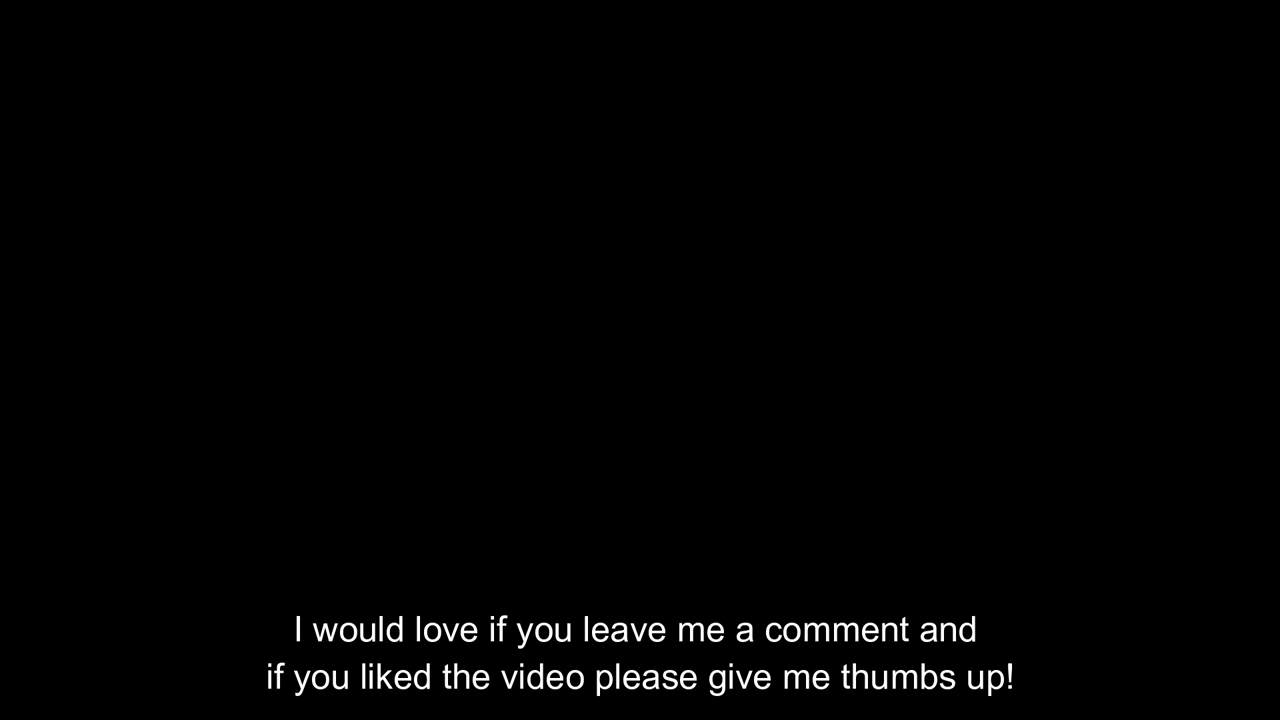 I would love if you leave me a comment and
if you liked the video please give me thumbs up!